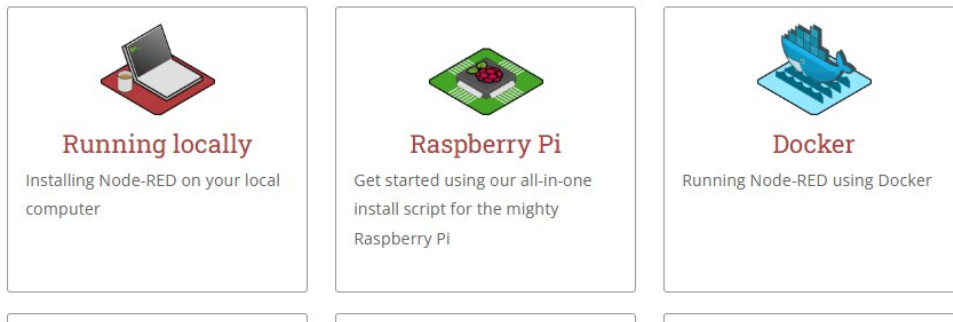 Running locally
Installing Node-RED on your local
computer
Raspberry Pi
Get started using our all-in-one
install script for the mighty
Raspberry Pi
Docker
Running Node-RED using Docker